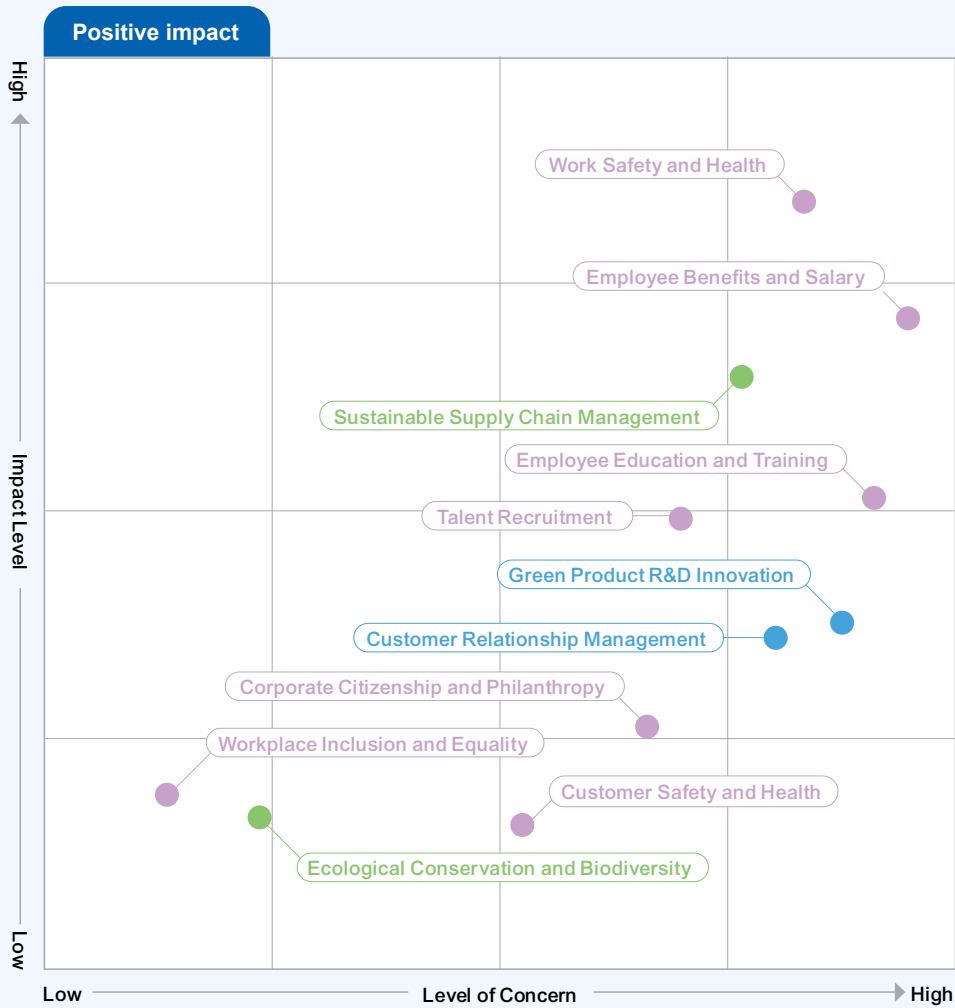 Positive impact
High
Work Safety and Health
Employee Benefits and Salary
Sustainable Supply Chain Management
Employee Education and Training
Impact Level
Talent Recruitment
Green Product R&D Innovation
Customer Relationship Management
Corporate Citizenship and Philanthropy
Workplace Inclusion and Equality
Customer Safety and Health
Ecological Conservation and Biodiversity
Low
Low
Level of Concern
High